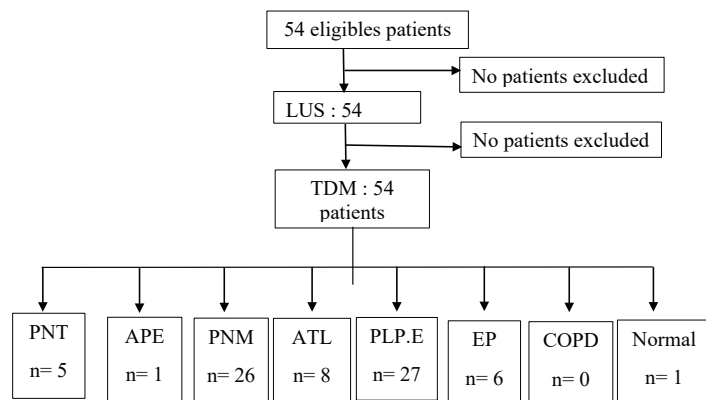 54 eligibles patients
No patients excluded
LUS : 54
No patients excluded
TDM : 54
patients
PNT
n= 5
APE
n= 1
PNM
n= 26
ATL
n= 8
PLP.E
n= 27
EP
n= 6
COPD
n= 0
Normal
n= 1